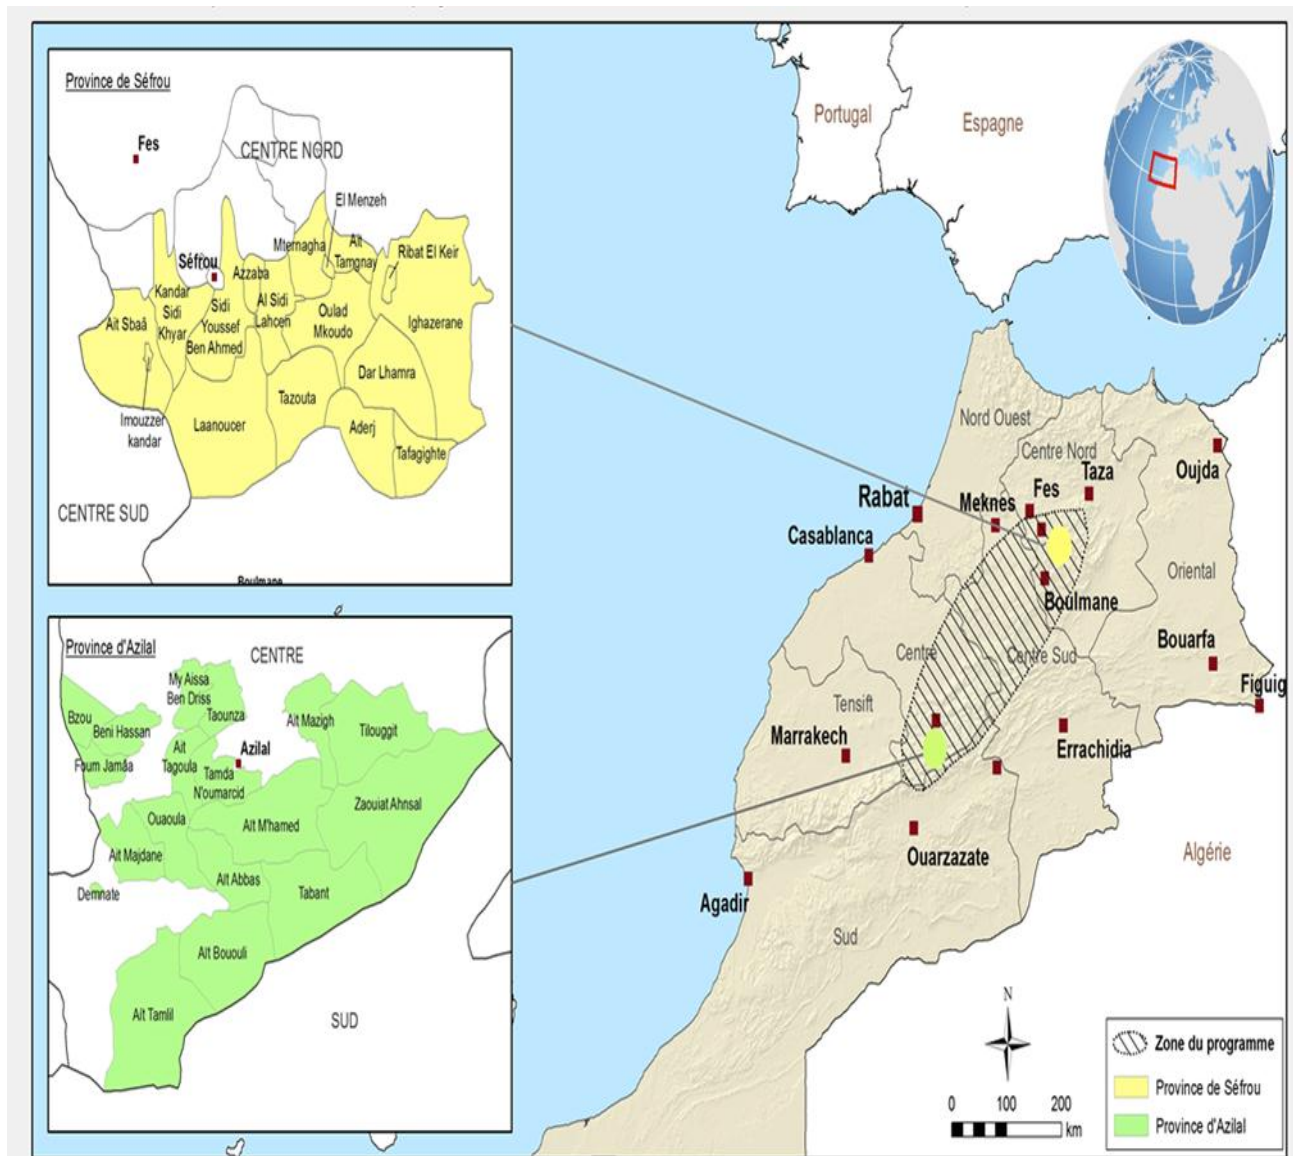 Province de Séfrou
Fes
CENTRE NORD
El Menzeh
Mternagha
Ait
Tamgnay
Ribat El Keir
Séfrou
Azzaba
Kandar
Sidi
Khyar
Sidi
Youssef
Ben Ahmed
Al Sidi
Lahcen
Oulad
Mkoudo
Ighazerane
Ait Sbaâ
Dar Lhamra
Imouzzer
kandar
Laanoucer
Tazouta
Aderj
Tafagighte
CENTRE SUD
Boulmane
Province d'Azilal
CENTRE
My Aissa
Ben Driss
Taounza
Bzou
Beni Hassan
Ait Mazigh
Tilouggit
Foum Jamâa
Ait
Tagoula
Azilal
Tamda
N'oumarcid
Zaouiat Ahnsal
Ouaoula
Ait M'hamed
Ait Majdane
Ait Abbas
Tabant
Demnate
Ait Bououli
Ait Tamlil
SUD
Portugal
Espagne
Nord Ouest
Centre Nord
Taza
Oujda
Rabat
Meknes
Fes
Casablanca
Oriental
Boulmane
Centre
Centre Sud
Bouarfa
Tensift
Figuig
Marrakech
Errachidia
Ouarzazate
Algérie
Agadir
Sud
N
0 100 200
km
Zone du programme
Province de Séfrou
Province d'Azilal